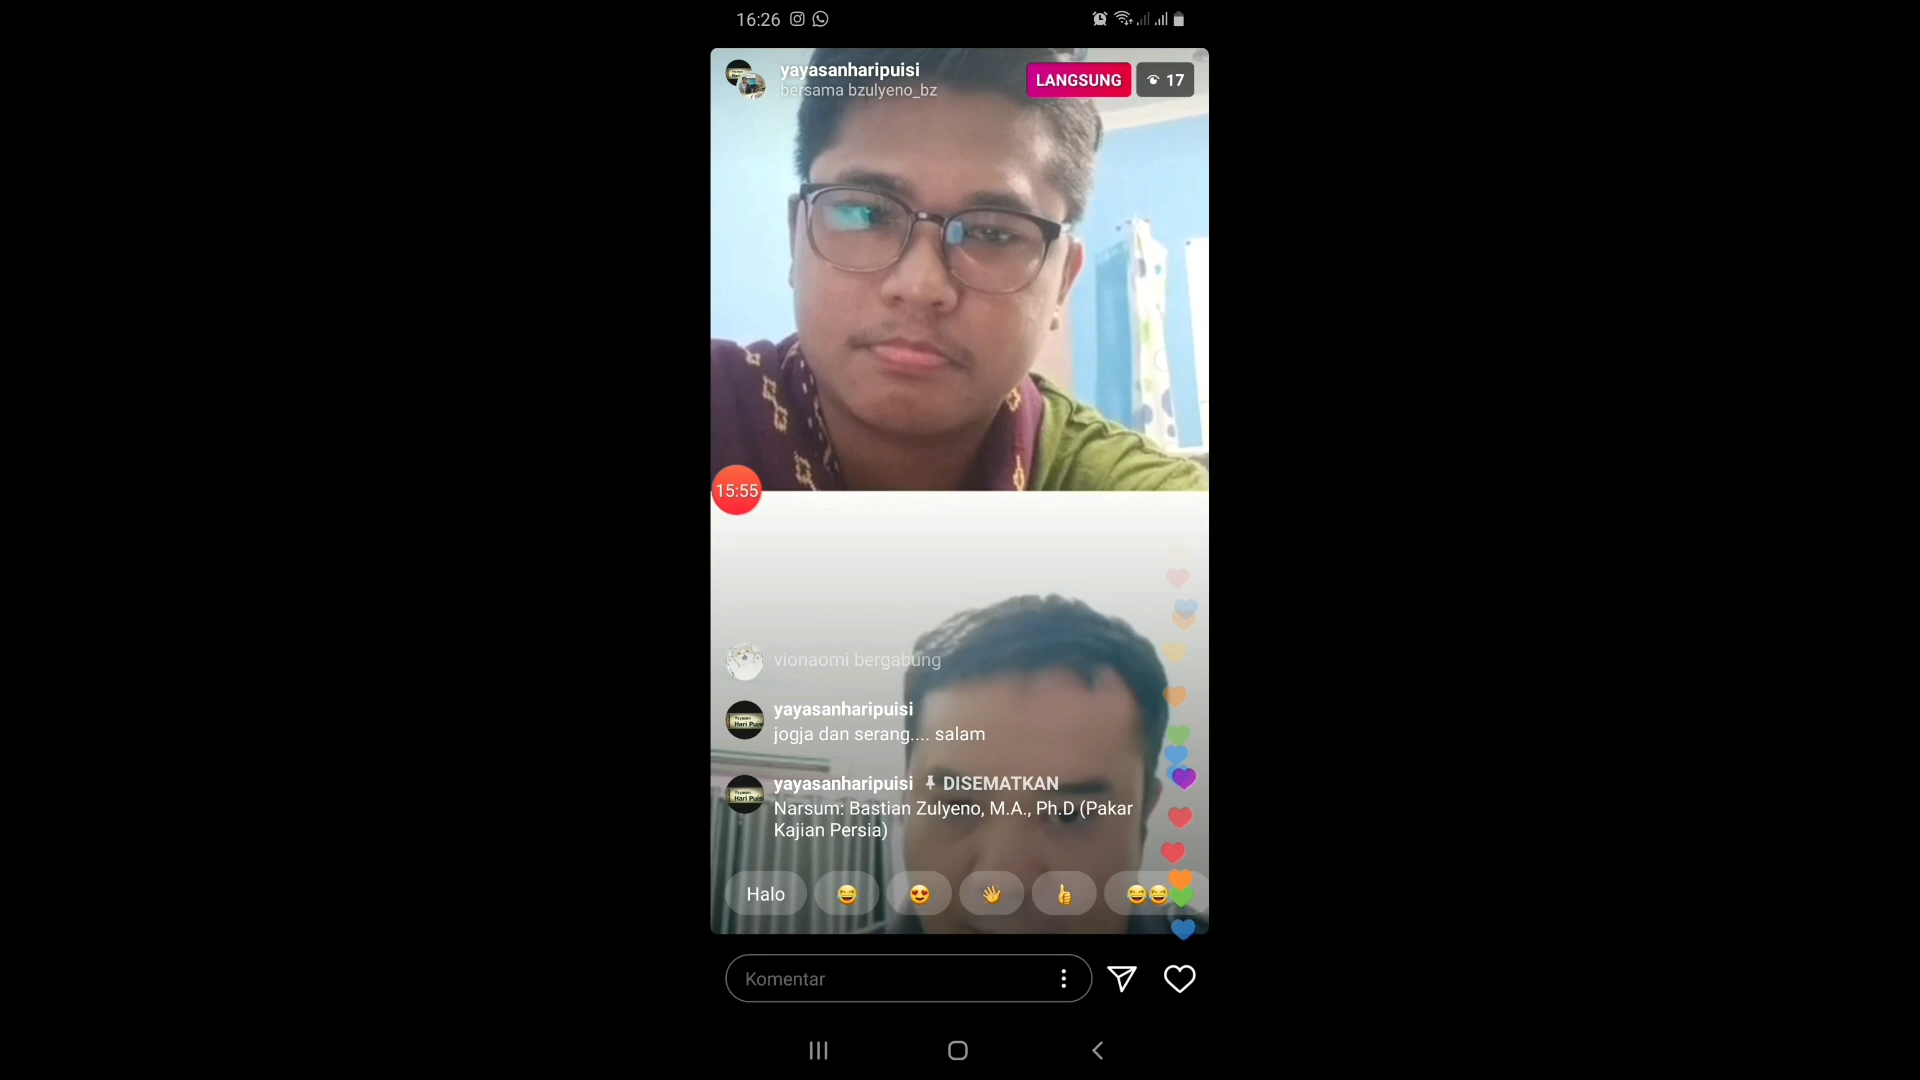 16:26
yayasanharipuisi
bersama bzulyeno_bz
LANGSUNG
17
15:55
vionaomi bergabung
yayasanharipuisi
jogja dan serang.... salam
yayasanharipuisi DISEMATKAN
Narsum: Bastian Zulyeno, M.A., Ph.D (Pakar
Kajian Persia)
Halo
Komentar